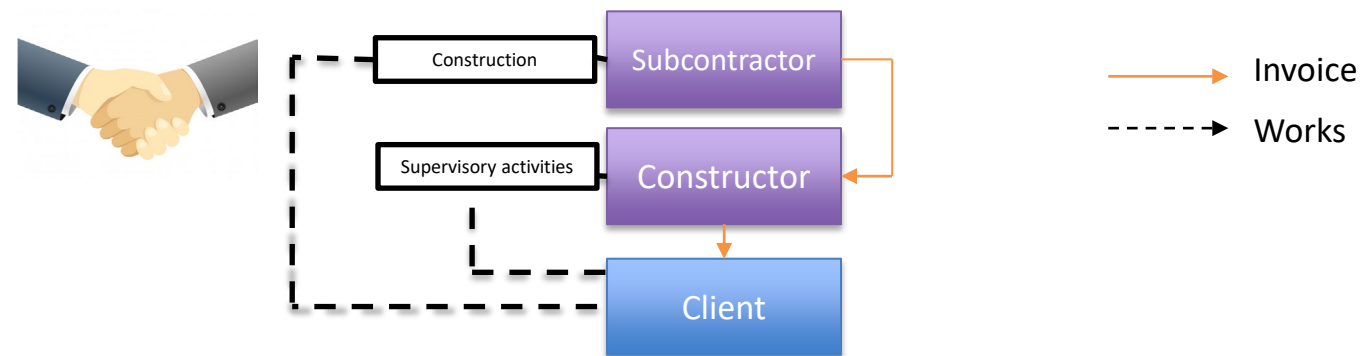 Construction
Subcontractor
Invoice
Works
Supervisory activities
Constructor
Client